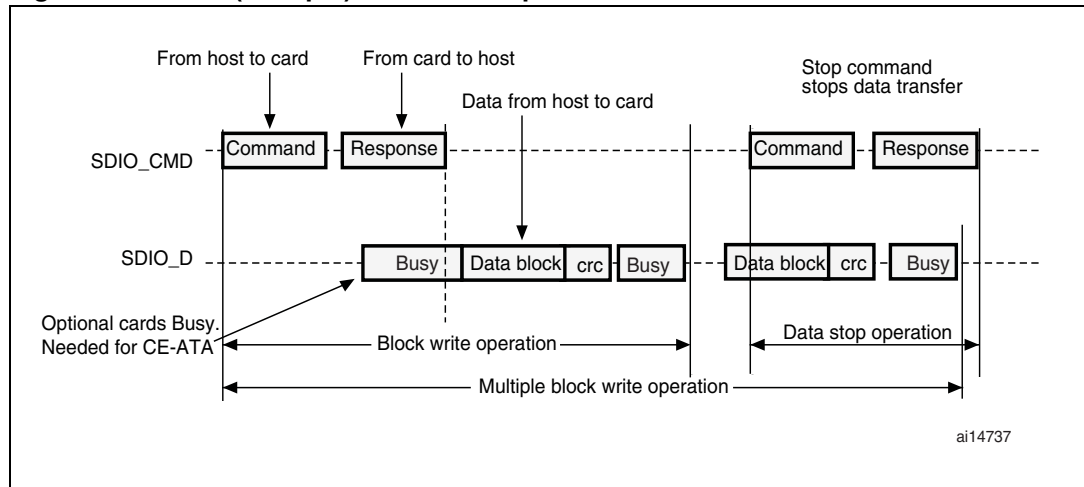 From host to card
From card to host
Data from host to card
Stop command
stops data transfer
SDIO_CMD
Command
Response
Command
Response
SDIO_D
Busy
Data block
crc
Busy
Data block
crc
Busy
Optional cards Busy.
Needed for CE-ATA
Block write operation
Data stop operation
Multiple block write operation
ai14737